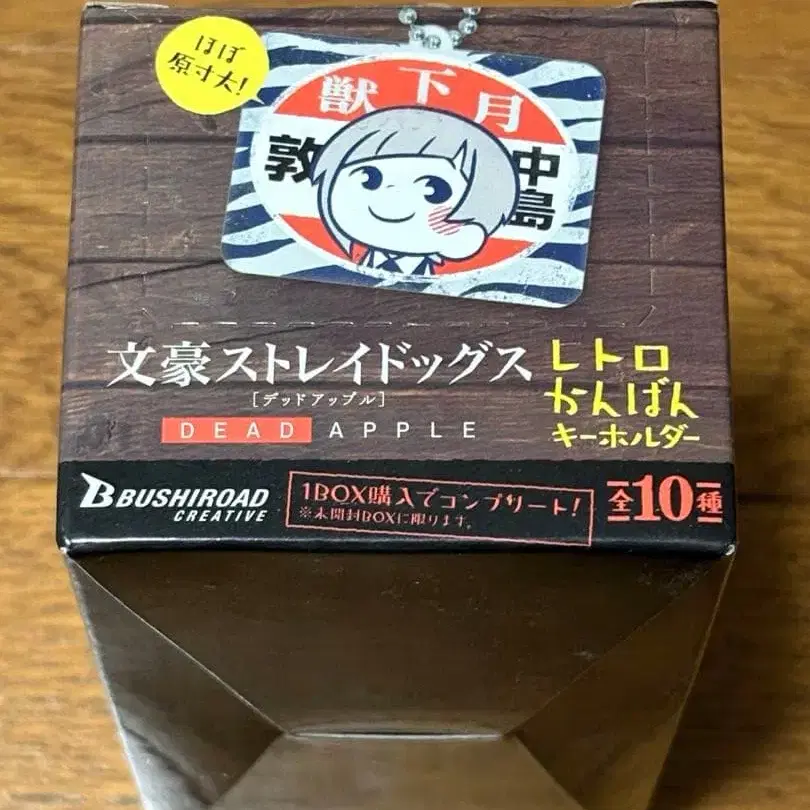 ほぼ
原寸大!
獣下月
敦
中島
文豪ストレイドッグス
[デッドアップル]
DEAD APPLE
レトロ
かんばん
キーホルダー
BUSHIROAD
CREATIVE
1BOX購入でコンプリート!
※未開封BOXに限ります。
全10種